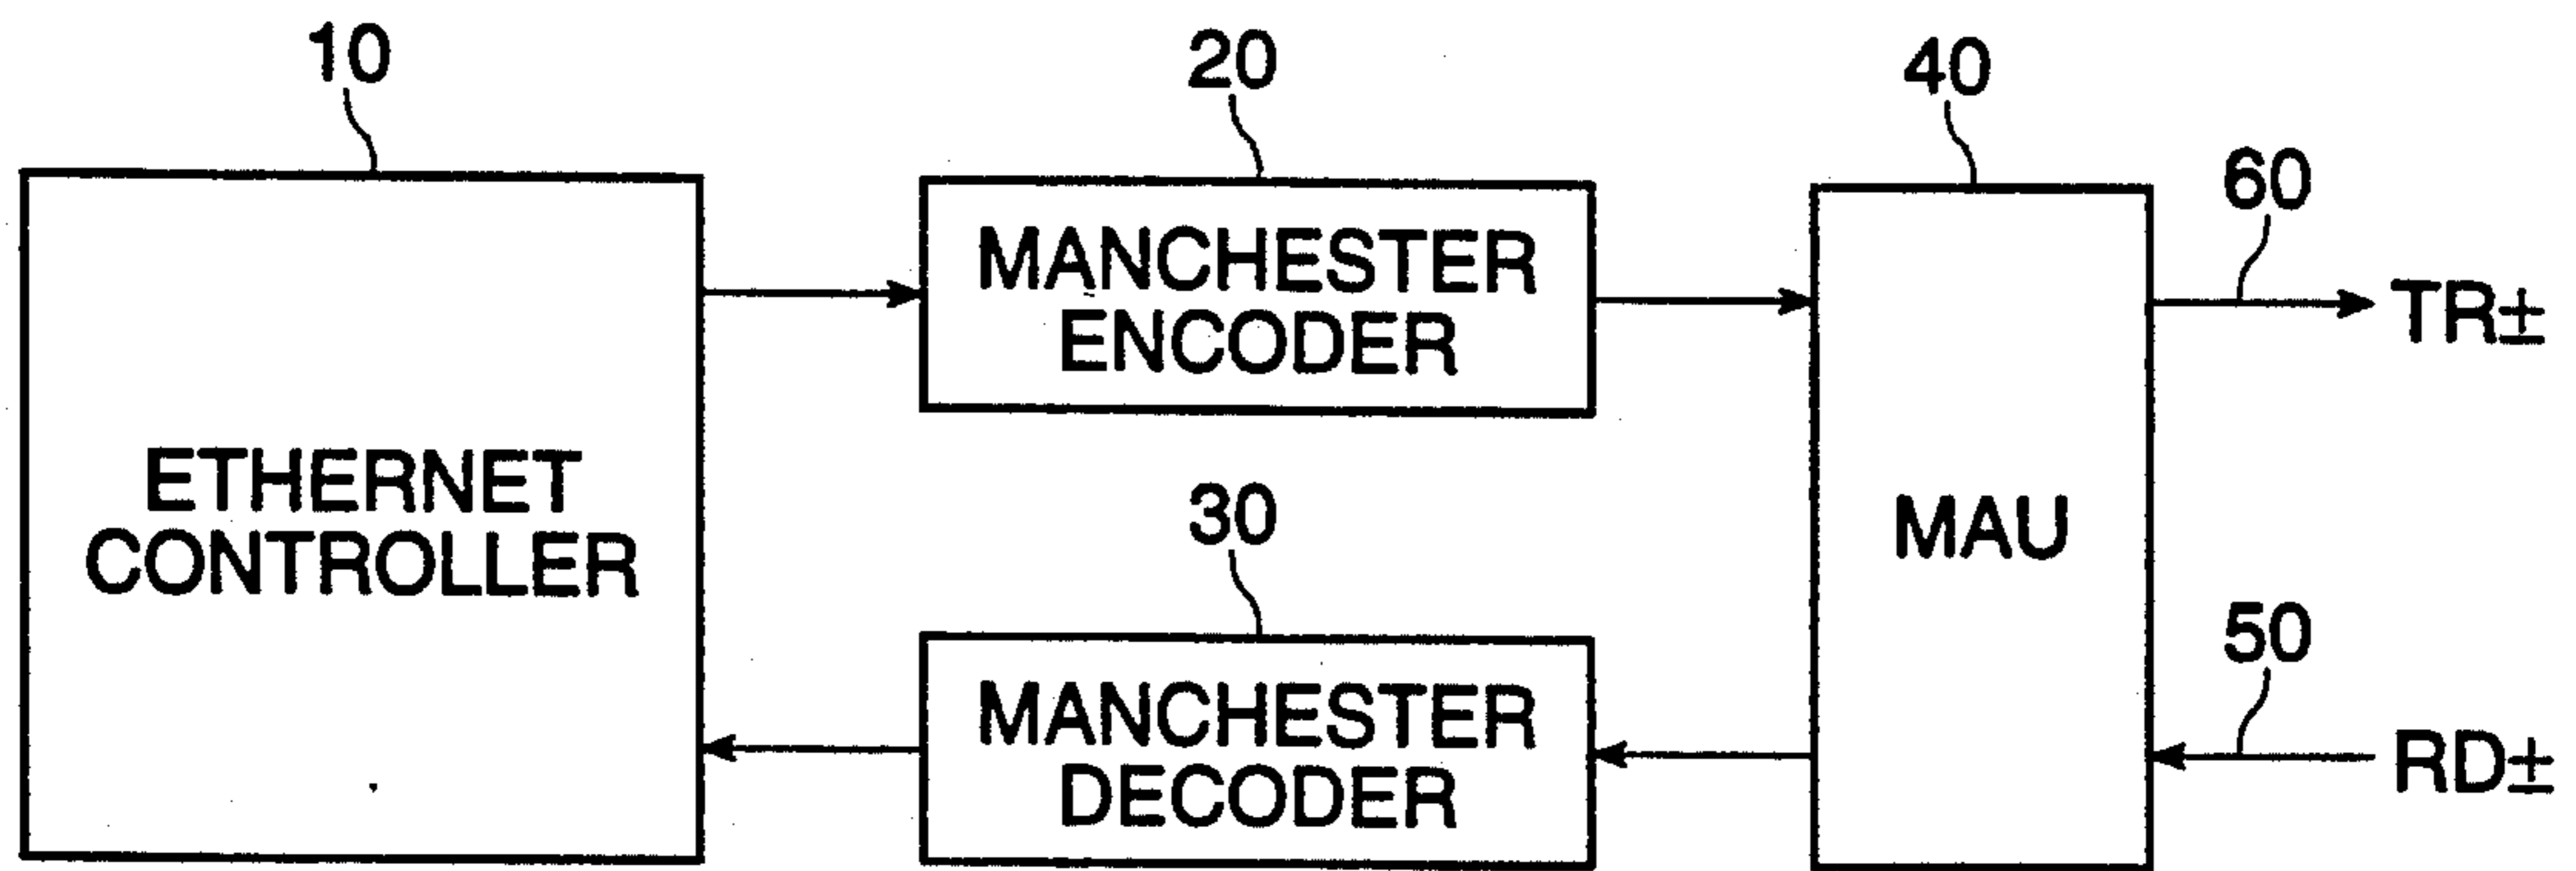 10
20
40
60
MANCHESTER
ENCODER
TR±
ETHERNET
CONTROLLER
30
MAU
50
MANCHESTER
DECODER
RD±